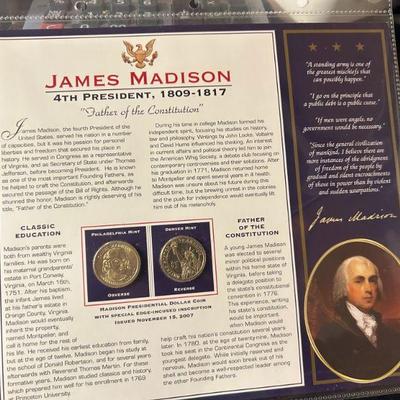 JAMES MADISON
4TH PRESIDENT, 1809-1817
"Father of the Constitution"
James Madison, the fourth President of the
United States, served his nation in a number
of capacities, but it was his passion for personal
liberties and freedom that secured his place in
history. He served in Congress as a representative
of Virginia, and as Secretary of State under Thomas
Jefferson, before becoming President. He is known
as one of the most important Founding Fathers, as
he helped to craft the Constitution, and afterwards
secured the passage of the Bill of Rights. Although he
shunned the honor, Madison is rightly deserving of his
title, "Father of the Constitution."
During his time in college Madison formed his
independent spirit, focusing his studies on history,
law and philosophy. Writings by John Locke, Voltaire
and David Hume influenced his thinking. An interest
in current affairs and political theory led him to join
the American Whig Society, a debate club focusing on
contemporary controversies and their solutions. After
his graduation in 1771, Madison returned home
to Montpelier and spent several years in a haze.
Madison was unsure about his future during this
difficult time, but the brewing unrest in the colonies
and the push for independence would eventually lift
him out of his melancholy.
CLASSIC
EDUCATION
Madison's parents were
both from wealthy Virginia
families. He was born on
his maternal grandparents'
estate in Port Conway,
Virginia, on March 16th,
1751. After his birth,
the infant James lived
at his father's estate in
Orange County, Virginia.
Madison would eventually
inherit the property,
named Montpelier, and
call it home for the rest of
his life. He received his earliest education from family,
but at the age of twelve, Madison began his study at
the school of Donald Robertson, and for several years
afterwards with Reverend Thomas Martin. For these
formative years, Madison studied classics and history,
which prepared him well for his enrollment in 1769
at Princeton University.
PHILADELPHIA MINT
DENVER MINT
OBVERSE
REVERSE
MADISON PRESIDENTIAL DOLLAR COIN
WITH SPECIAL EDGE-INCUSED INSCRIPTION
ISSUED NOVEMBER 15, 2007
FATHER
OF THE
CONSTITUTION
A young James Madison
was elected to several
minor political positions
within his home state of
Virginia, before taking
a delegate position to
the state's constitutional
convention in 1776.
This experience, writing
his state's constitution,
would be important to
him, as he would eventually
help craft his nation's constitution several years
later. In 1780, at the age of twenty-nine, Madison
took his seat in the Continental Congress as the
youngest delegate. While initially reserved and
nervous, Madison would soon break out of his
shell and become a well-respected leader among
the other Founding Fathers.
"A standing army is one of
the greatest mischiefs that
can possibly happen."
"I go on the principle that
a public debt is a public curse."
"If men were angels, no
government would be necessary."
"Since the general civilization
of mankind, I believe there are
more instances of the abridgment
of freedom of the people by
gradual and silent encroachments
of those in power than by violent
and sudden usurpations."
James Madison